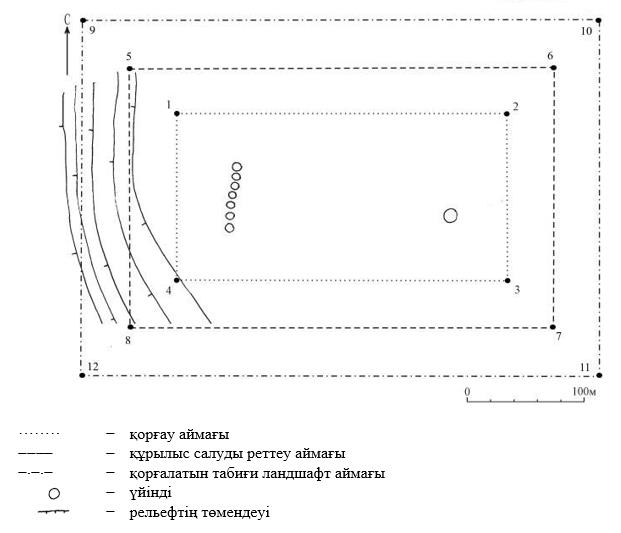 С
9
10
5
6
1
2
4
3
8
7
12
11
0
100м
– қорғау аймағы
– құрылыс салуды реттеу аймағы
– қорғалатын табиғи ландшафт аймағы
– үйінді
– рельефтің төмендеуі